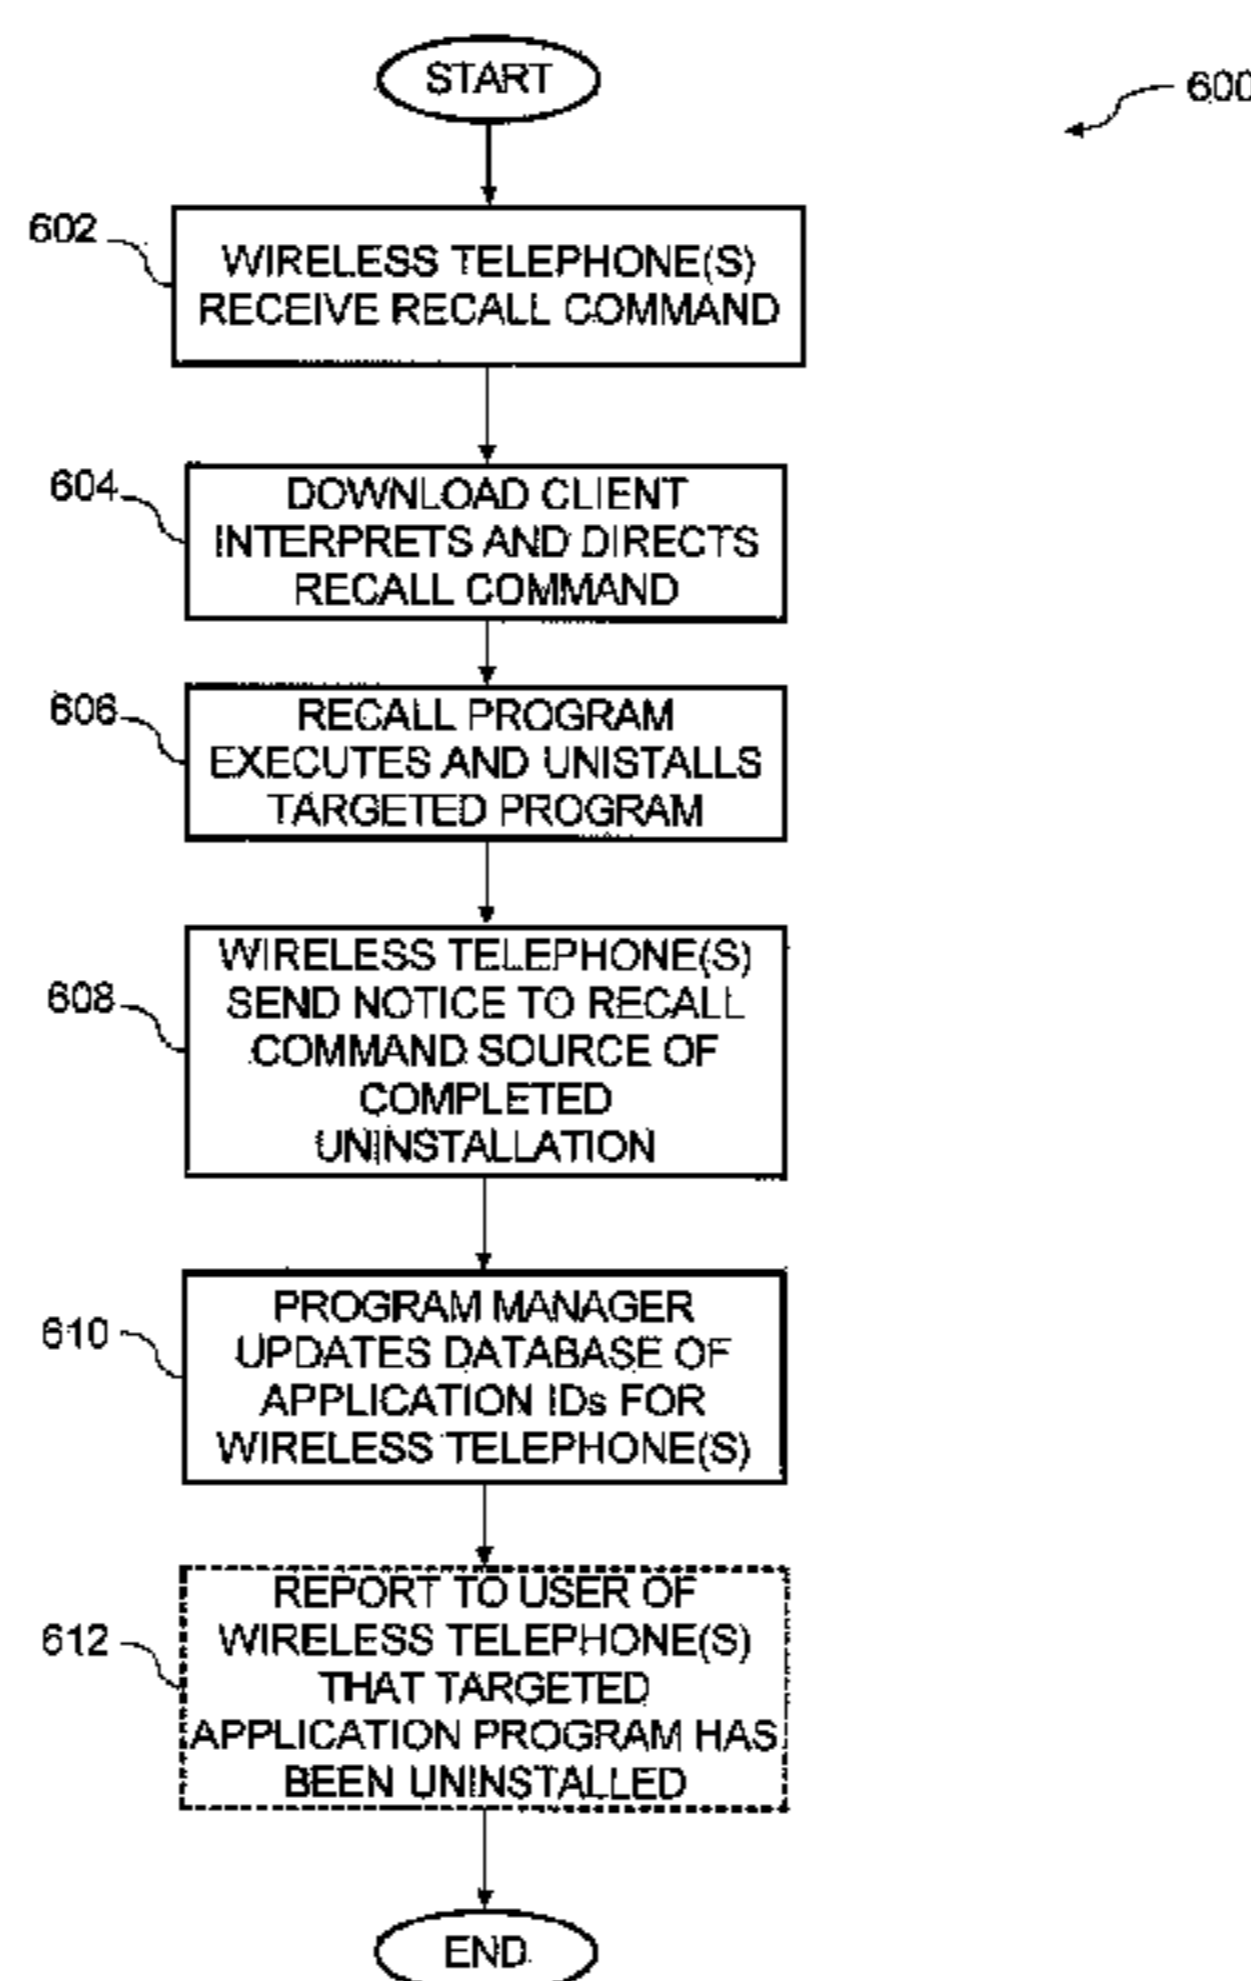 START
600
602
WIRELESS TELEPHONE(S)
RECEIVE RECALL COMMAND
604
DOWNLOAD CLIENT
INTERPRETS AND DIRECTS
RECALL COMMAND
606
RECALL PROGRAM
EXECUTES AND UNISTALLS
TARGETED PROGRAM
608
WIRELESS TELEPHONE(S)
SEND NOTICE TO RECALL
COMMAND SOURCE OF
COMPLETED
UNINSTALLATION
610
PROGRAM MANAGER
UPDATES DATABASE OF
APPLICATION IDs FOR
WIRELESS TELEPHONE(S)
612
REPORT TO USER OF
WIRELESS TELEPHONE(S)
THAT TARGETED
APPLICATION PROGRAM HAS
BEEN UNINSTALLED
END